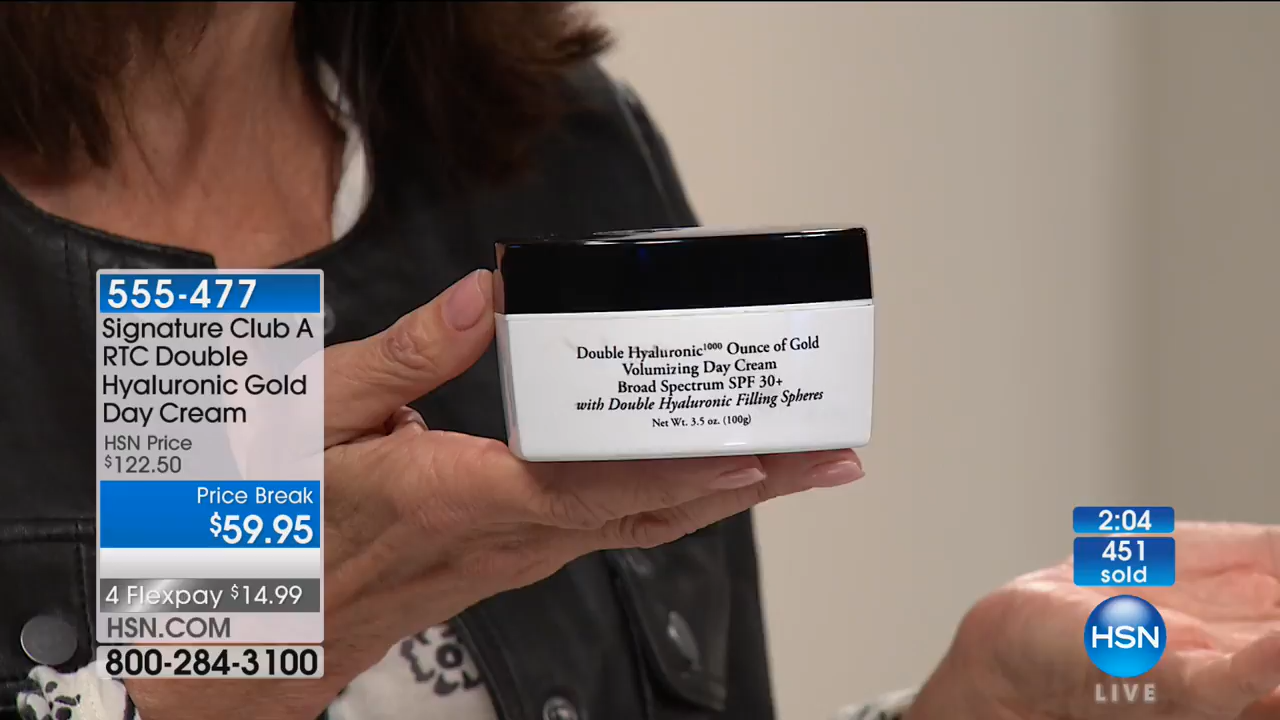 555-477
Signature Club A
RTC Double
Hyaluronic Gold
Day Cream
HSN Price
$122.50
Price Break
$59.95
4 Flexpay $14.99
HSN.COM
800-284-3100
Double Hyaluronic1000 Ounce of Gold
Volumizing Day Cream
Broad Spectrum SPF 30+
with Double Hyaluronic Filling Spheres
Net Wt. 3.5 oz. (100g)
2:04
451
sold
HSN
LIVE